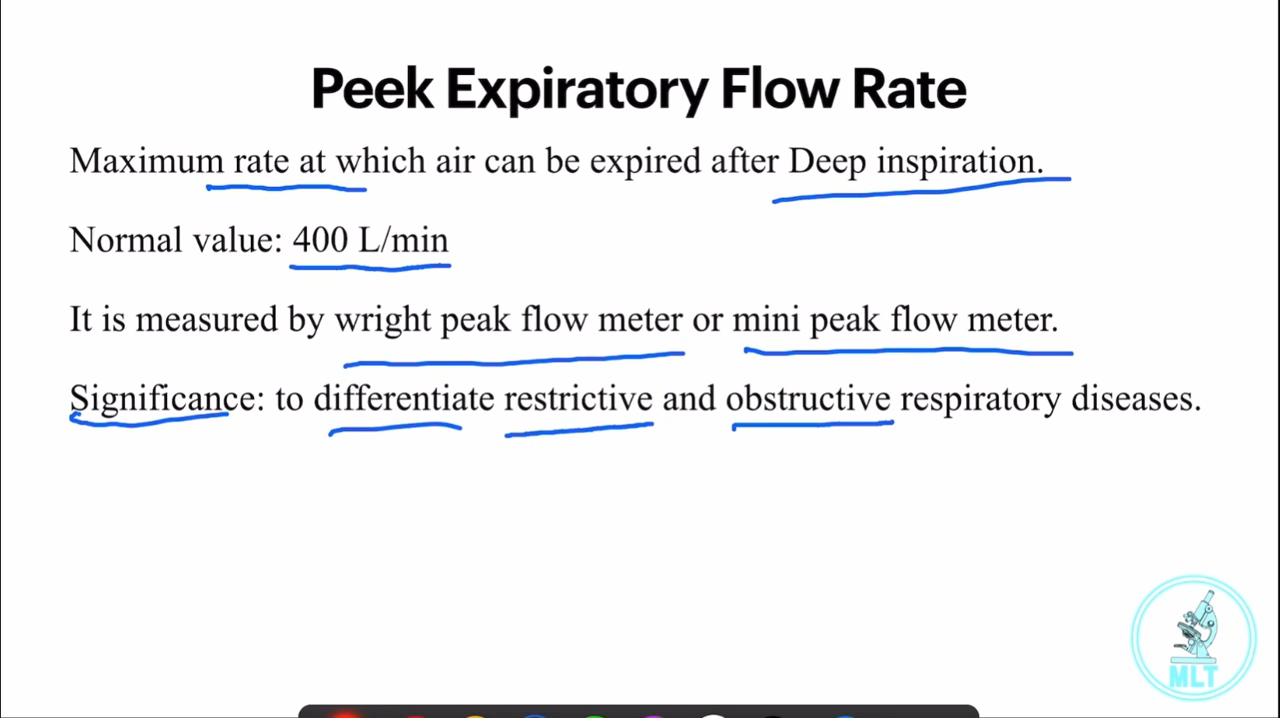 Peek Expiratory Flow Rate
Maximum rate at which air can be expired after Deep inspiration.
Normal value: 400 L/min
It is measured by wright peak flow meter or mini peak flow meter.
Significance: to differentiate restrictive and obstructive respiratory diseases.
MLT